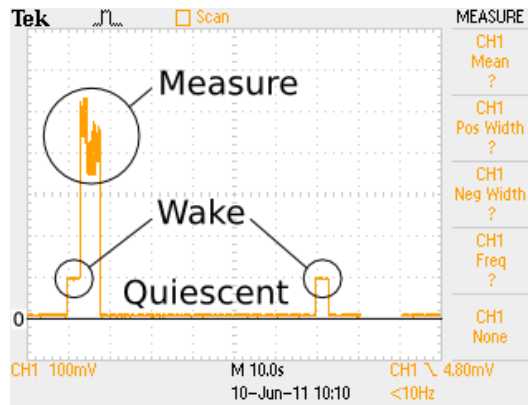 Tek Scan MEASURE
CH1
Mean
?
CH1
Pos Width
?
CH1
Neg Width
?
CH1
Freq
?
CH1
None
Measure
Wake
Quiescent
0
CH1 100mV M 10.0s CH1 4.80mV
10-Jun-11 10:10 <10Hz